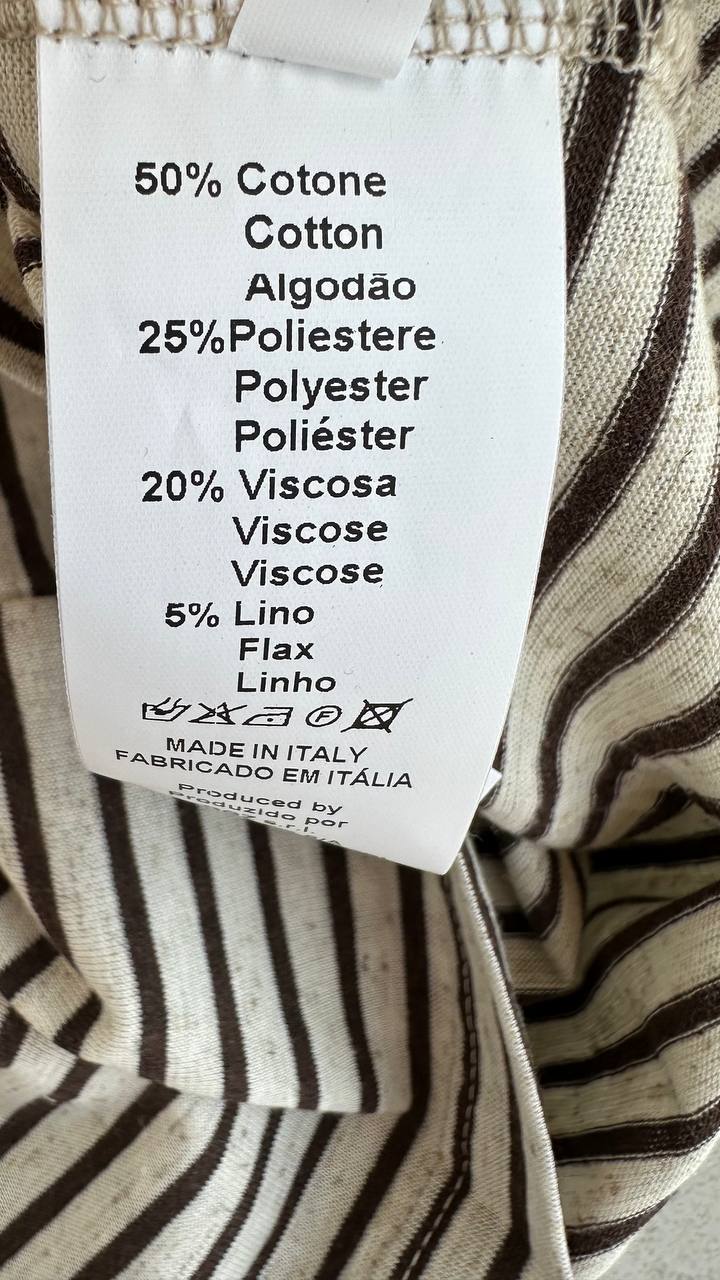 50% Cotone
Cotton
Algodão
25%Poliestere
Polyester
Poliéster
20% Viscosa
Viscose
Viscose
5% Lino
Flax
Linho
MADE IN ITALY
FABRICADO EM ITÁLIA
Produced by
Produzido por
s.r.l.